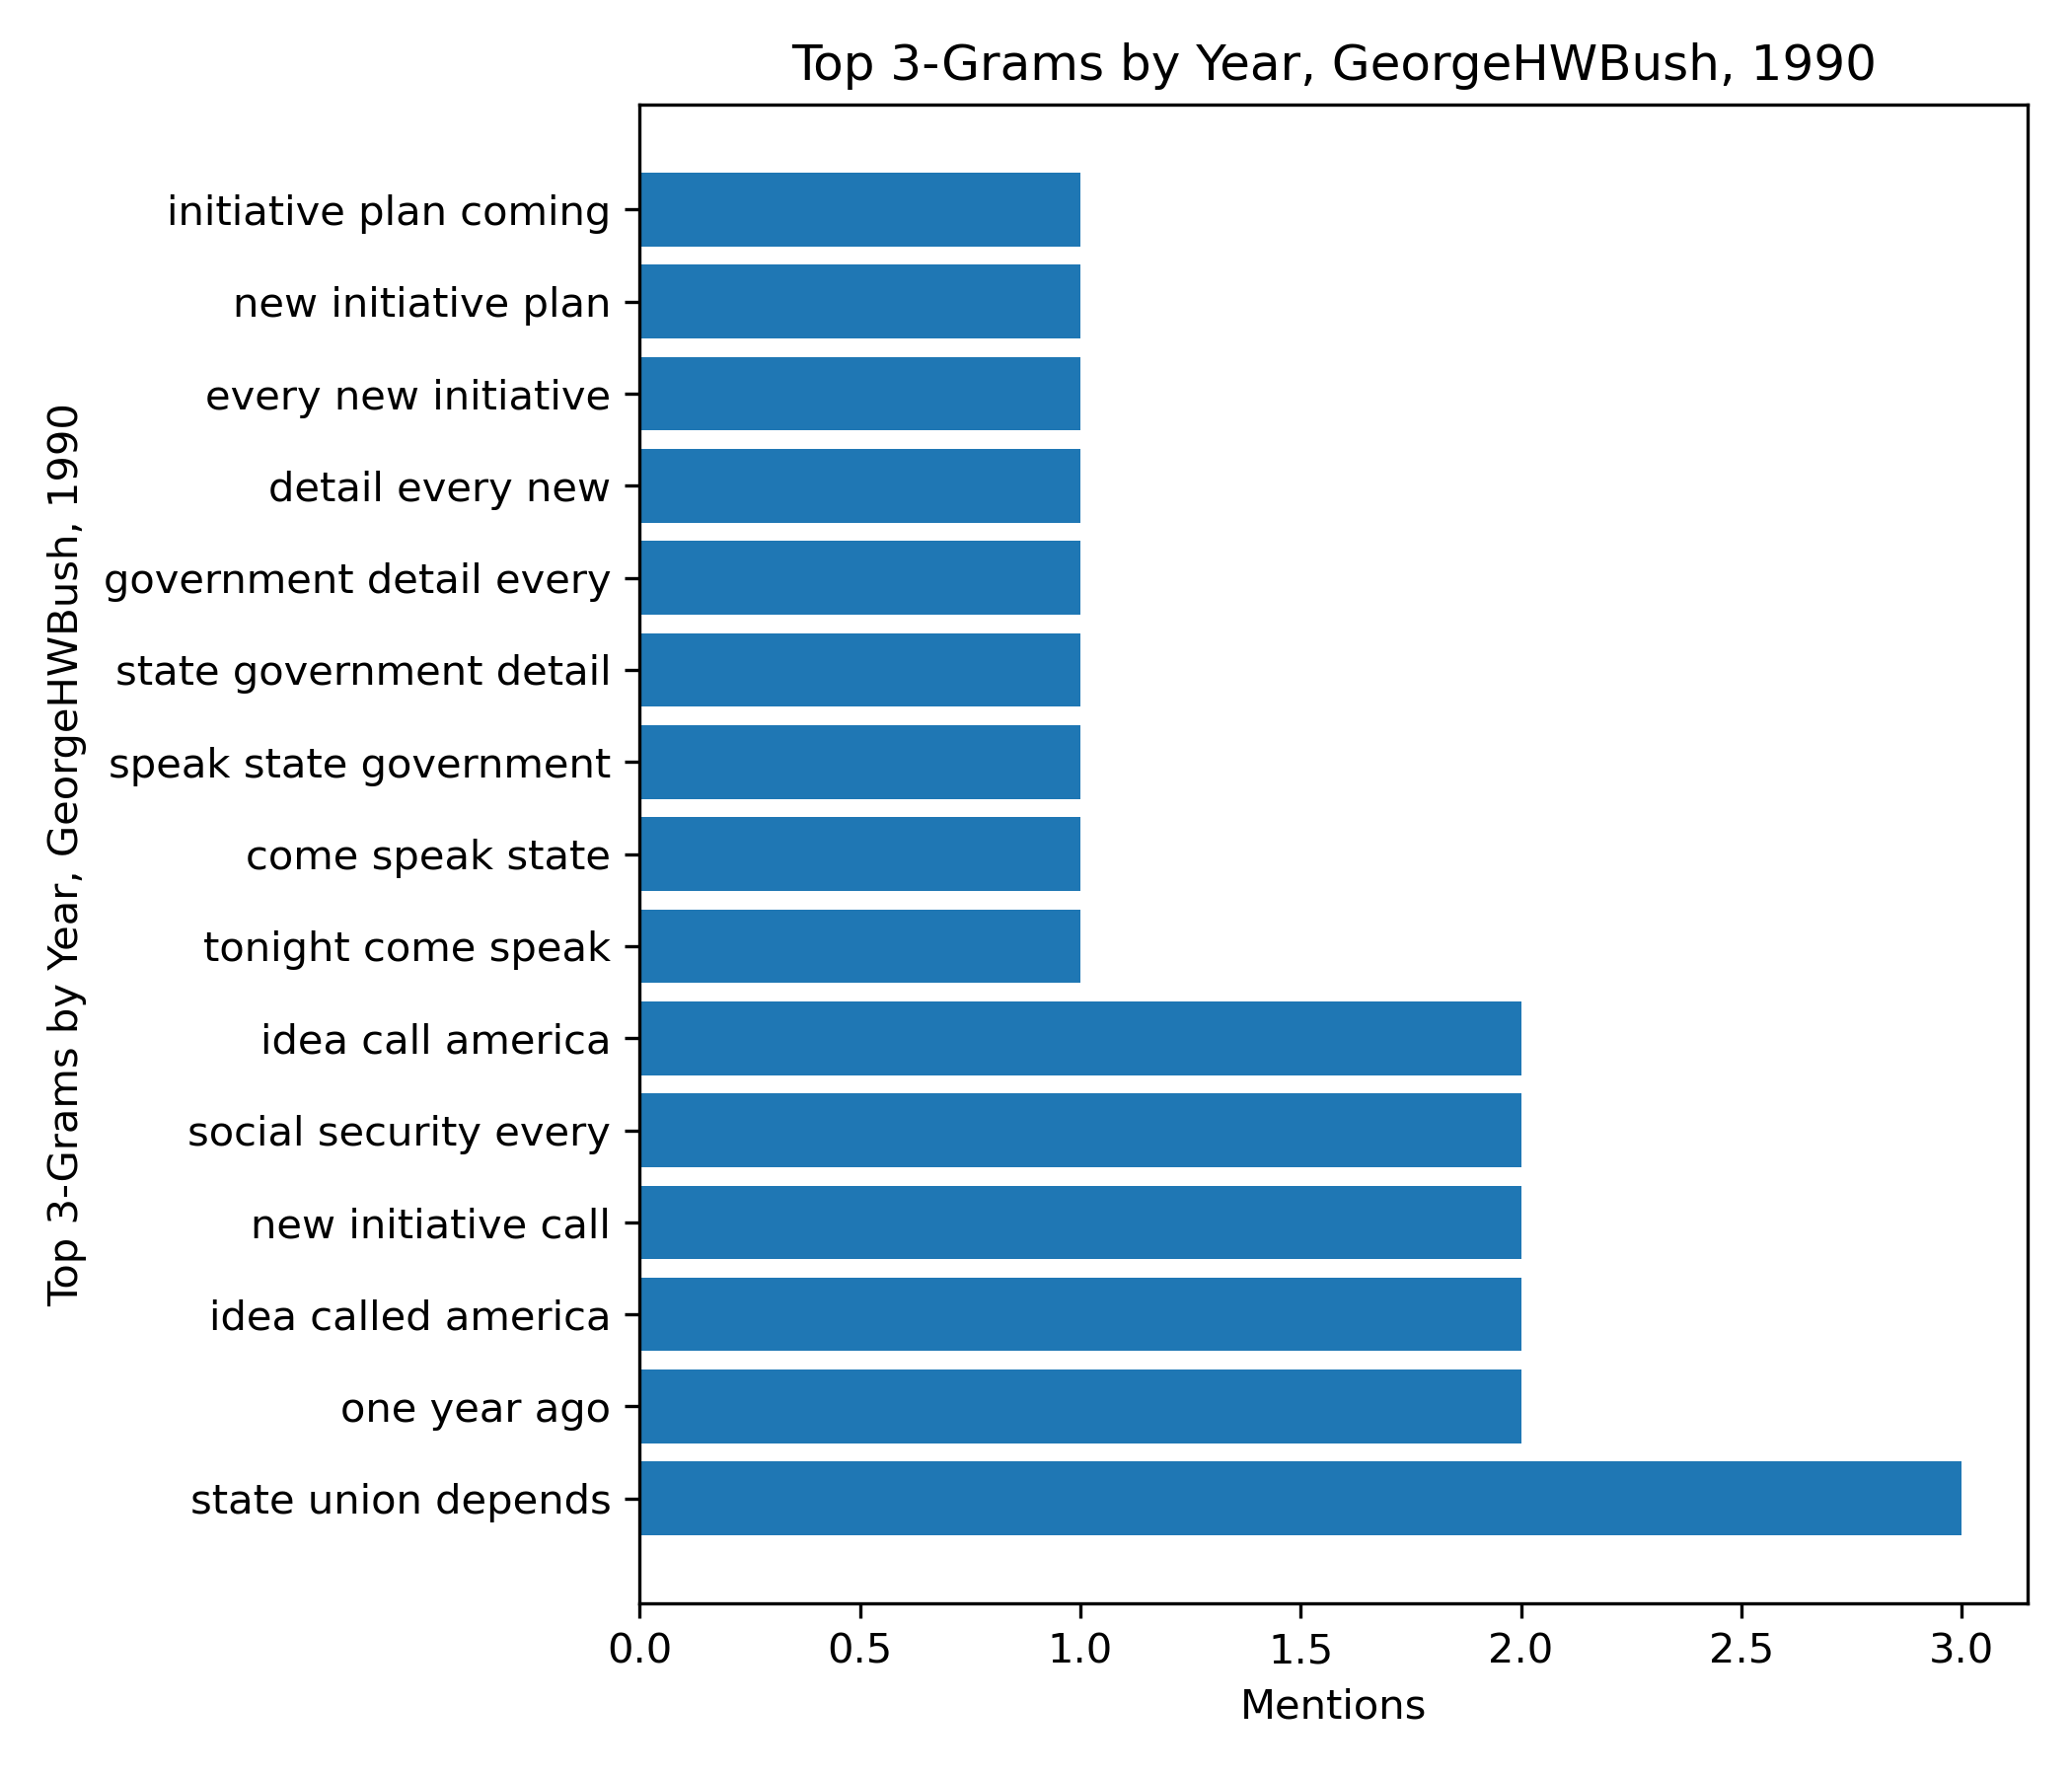 Top 3-Grams by Year, GeorgeHWBush, 1990
Top 3-Grams by Year, GeorgeHWBush, 1990
initiative plan coming
new initiative plan
every new initiative
detail every new
government detail every
state government detail
speak state government
come speak state
tonight come speak
idea call america
social security every
new initiative call
idea called america
one year ago
state union depends
0.0 0.5 1.0 1.5 2.0 2.5 3.0
Mentions